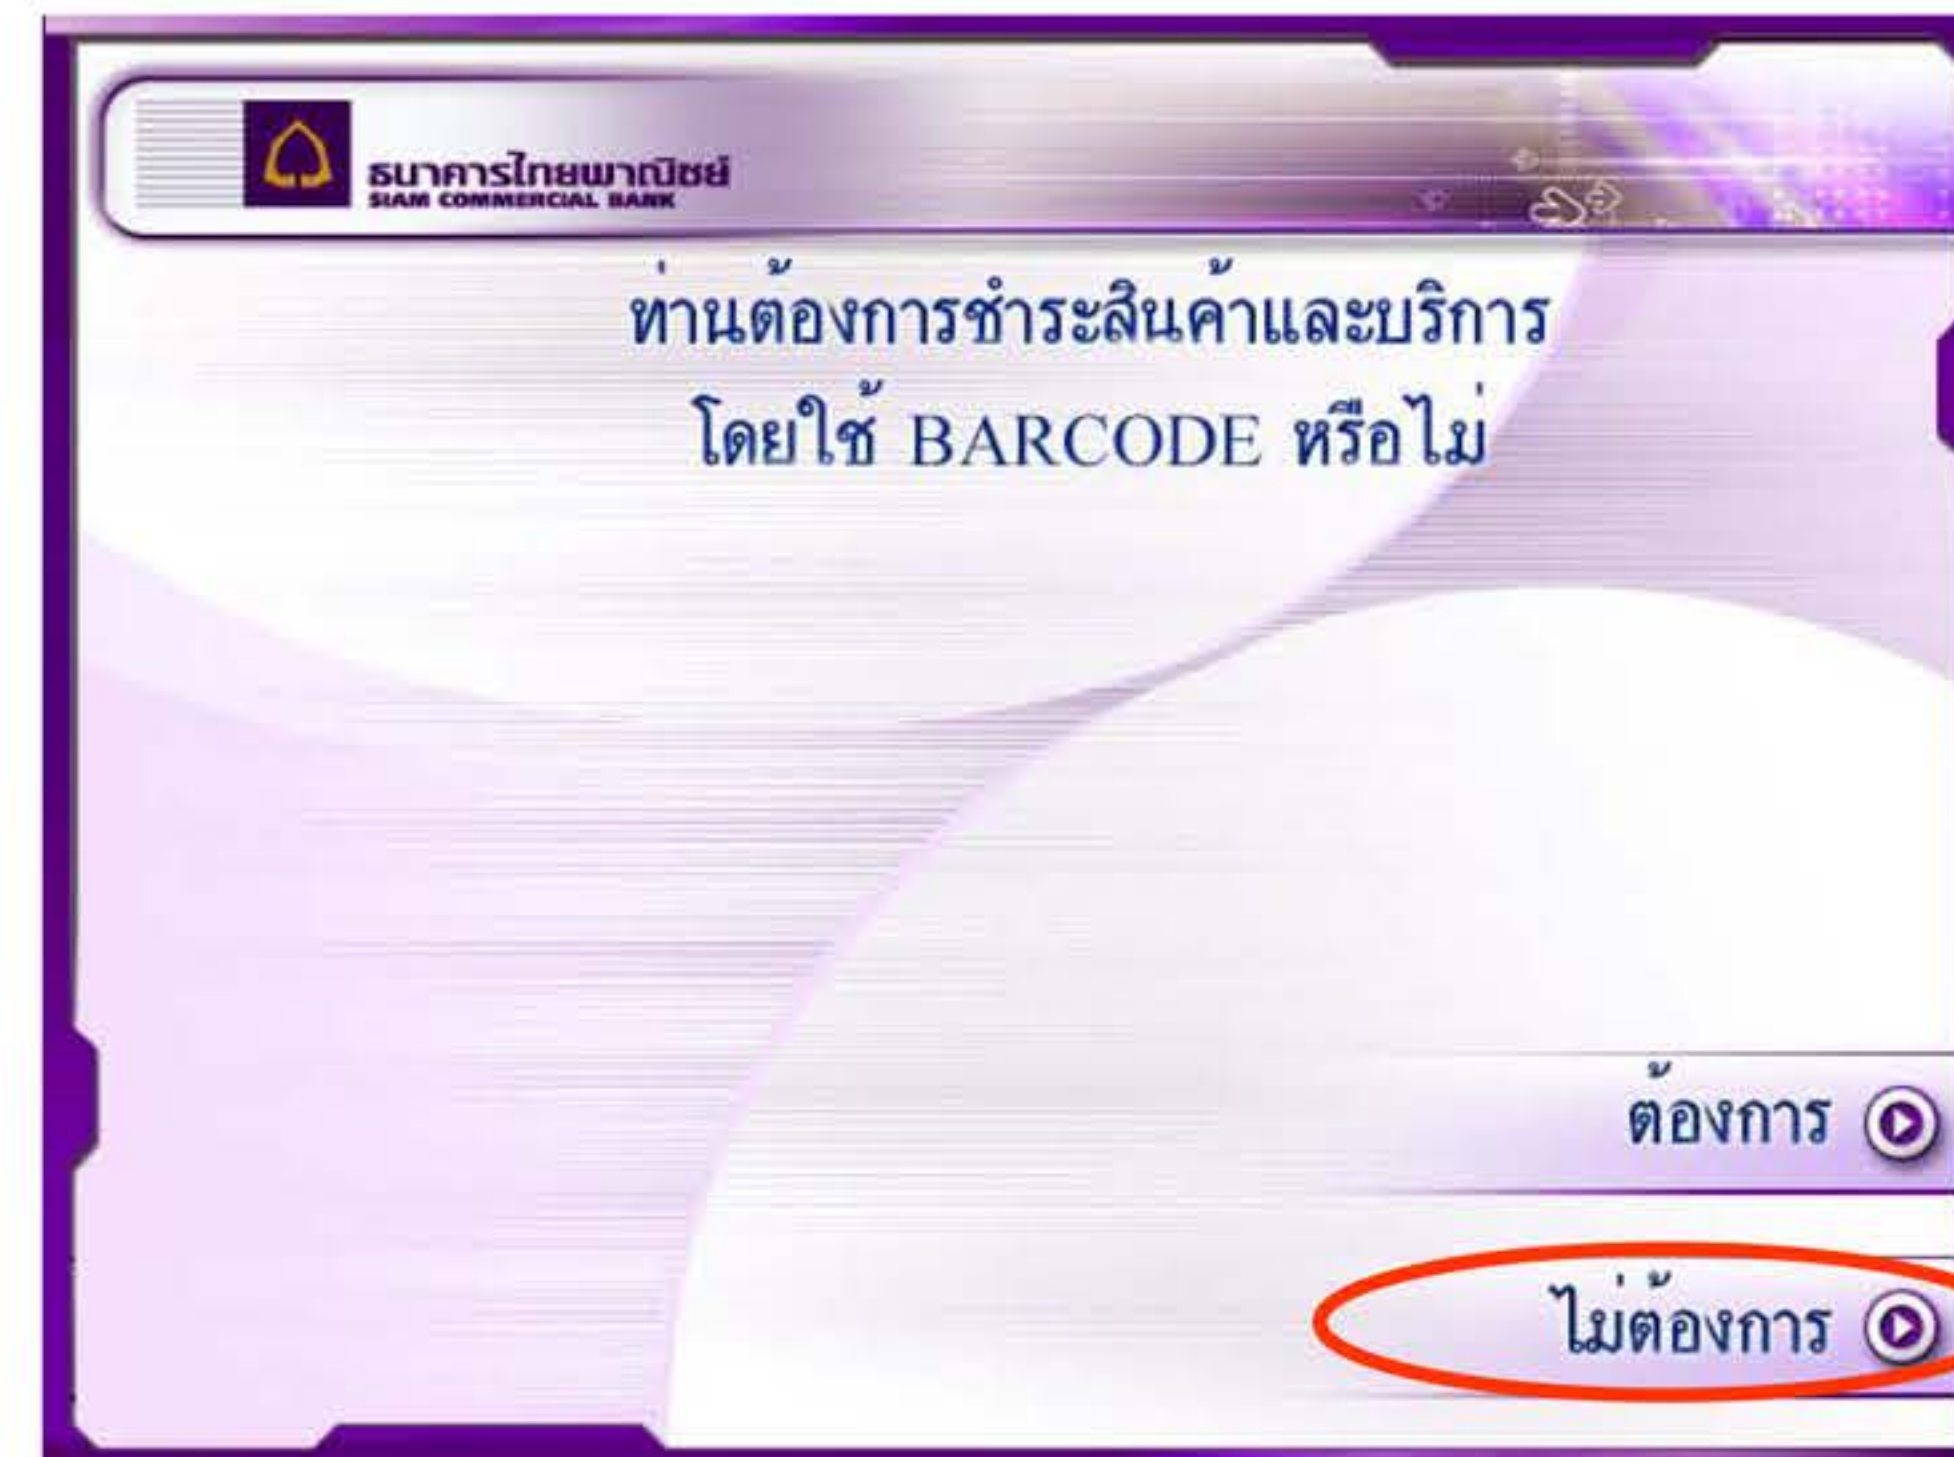 ธนาคารไทยพาณิชย์
SIAM COMMERCIAL BANK
ท่านต้องการชำระสินค้าและบริการ
โดยใช้ BARCODE หรือไม่
ต้องการ
ไม่ต้องการ